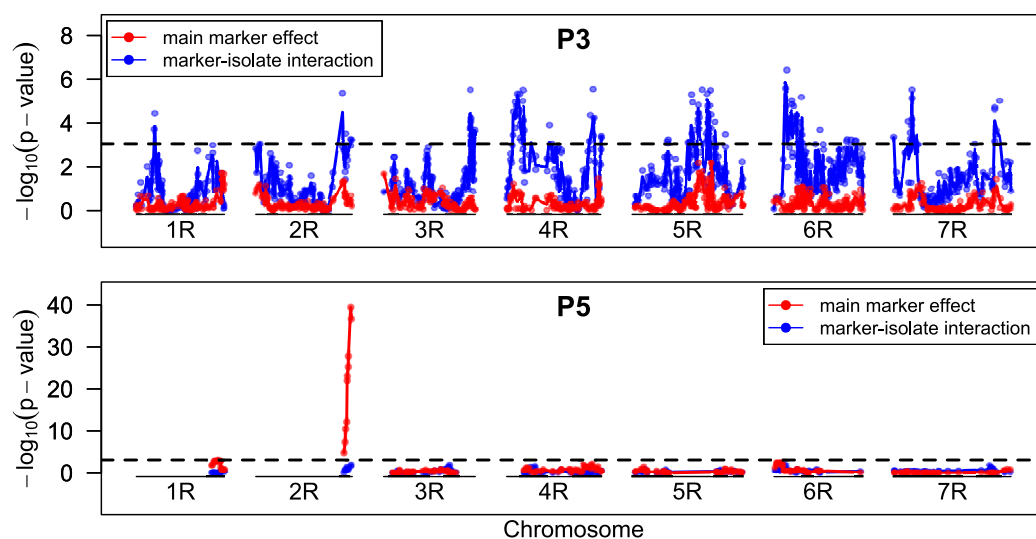 P3
main marker effect
marker-isolate interaction
−log10(p − value)
8
6
4
2
0
1R 2R 3R 4R 5R 6R 7R
P5
main marker effect
marker-isolate interaction
−log10(p − value)
40
30
20
10
0
1R 2R 3R 4R 5R 6R 7R
Chromosome